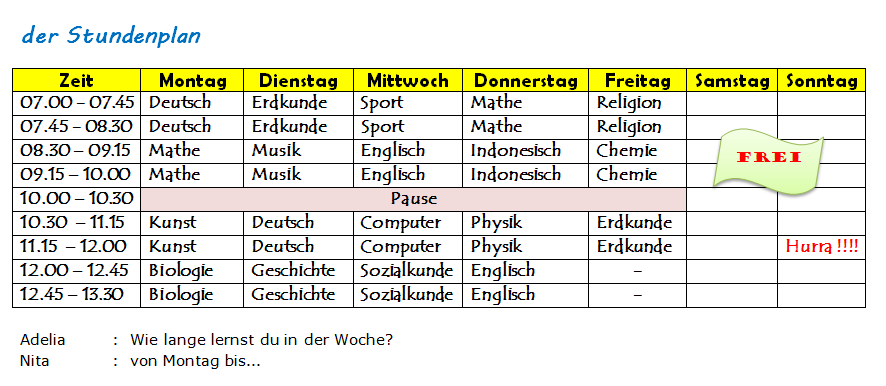 der Stundenplan
Zeit Montag Dienstag Mittwoch Donnerstag Freitag Samstag Sonntag
07.00 – 07.45 Deutsch Erdkunde Sport Mathe Religion
07.45 – 08.30 Deutsch Erdkunde Sport Mathe Religion
08.30 – 09.15 Mathe Musik Englisch Indonesisch Chemie
FREI
09.15 – 10.00 Mathe Musik Englisch Indonesisch Chemie
10.00 – 10.30 Pause
10.30 – 11.15 Kunst Deutsch Computer Physik Erdkunde
11.15 – 12.00 Kunst Deutsch Computer Physik Erdkunde Hurra !!!!
12.00 – 12.45 Biologie Geschichte Sozialkunde Englisch –
12.45 – 13.30 Biologie Geschichte Sozialkunde Englisch –
Adelia : Wie lange lernst du in der Woche?
Nita : von Montag bis...